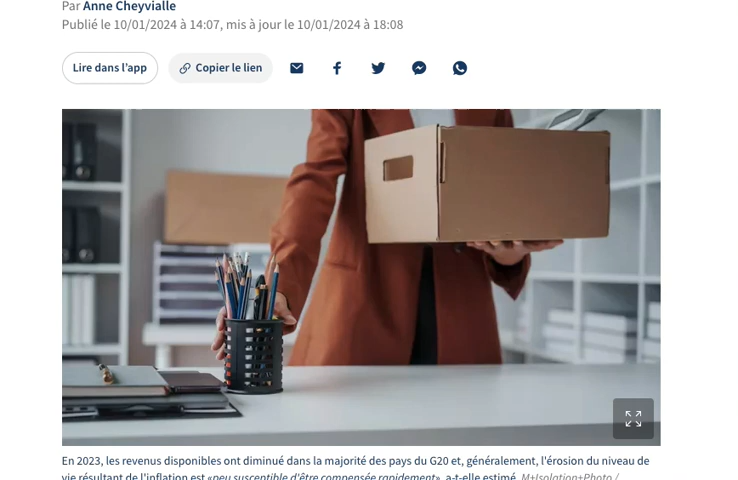 Par Anne Cheyvialle
Publié le 10/01/2024 à 14:07, mis à jour le 10/01/2024 à 18:08
Lire dans l'app
Copier le lien
En 2023, les revenus disponibles ont diminué dans la majorité des pays du G20 et, généralement, l'érosion du niveau de
vie résultant de l'inflation est «peu susceptible d'être compensée rapidement», a-t-elle estimé. M+Isolation+Photo /